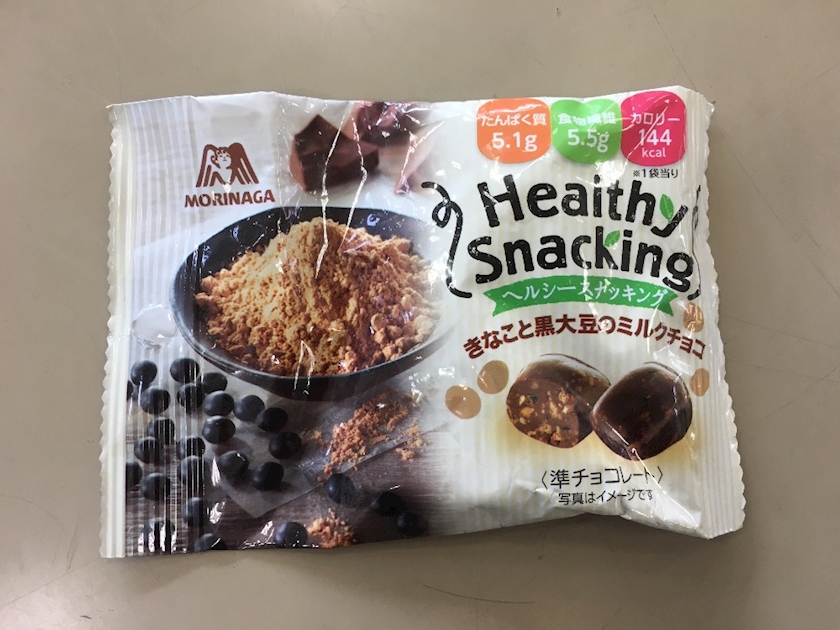 MORINAGA
たんぱく質
5.1g
食物繊維
5.5g
カロリー
144
kcal
※1袋当り
Healthy
Snacking
ヘルシースナッキング
きなこと黒大豆のミルクチョコ
〈準チョコレート〉
写真はイメージです